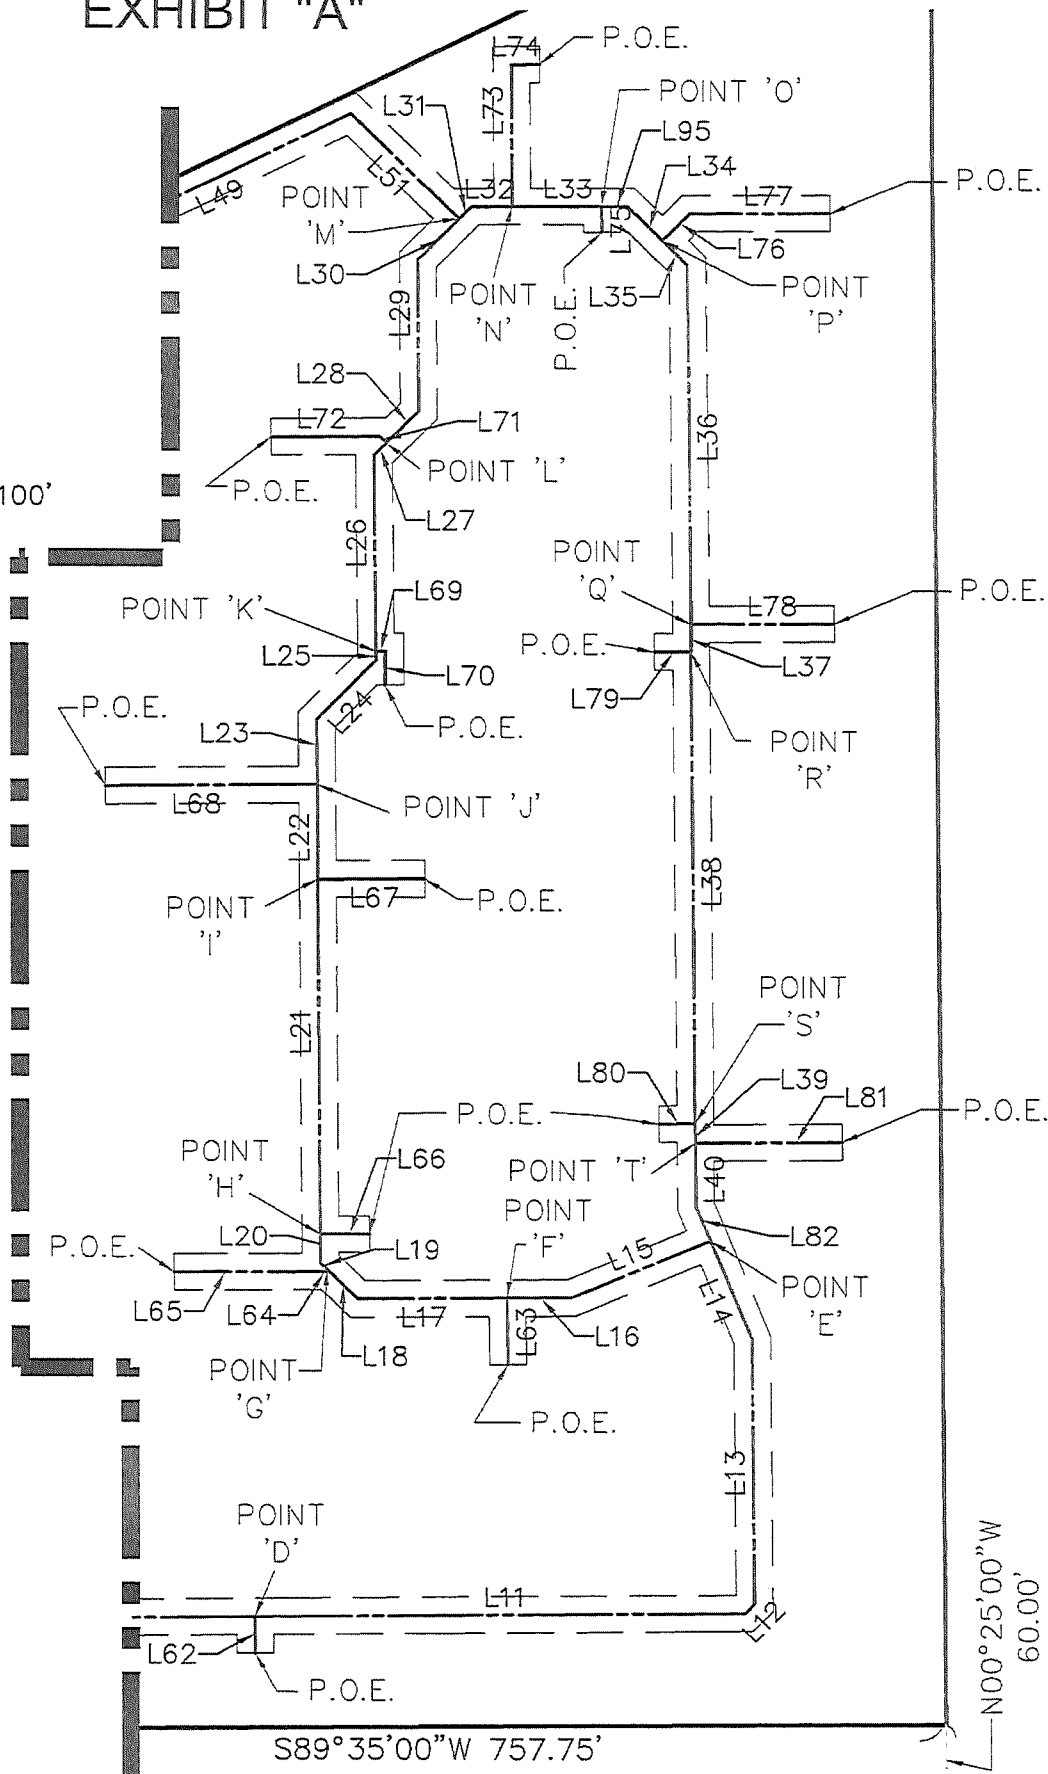 EXHIBIT "A"
L74
P.O.E.
L31
L73
POINT 'O'
L95
L34
L51
L32
L33
L77
P.O.E.
L49
POINT
'M'
L75
L76
L30
L29
POINT
'N'
P.O.E.
L35
POINT
'P'
L28
L72
L71
L36
POINT 'L'
100'
P.O.E.
L27
L26
POINT
'Q'
POINT 'K'
L69
L78
P.O.E.
L25
P.O.E.
L37
L70
L79
P.O.E.
L24
L23
P.O.E.
POINT
'R'
L68
POINT 'J'
L22
L38
L67
POINT
'I'
P.O.E.
L21
POINT
'S'
L80
L39
L81
P.O.E.
P.O.E.
POINT
'H'
L66
POINT 'T'
L40
POINT
'F'
L20
L19
L15
L82
P.O.E.
L65
L64
L17
L63
L16
L14
POINT
'E'
POINT
'G'
L18
P.O.E.
L13
POINT
'D'
L11
L12
L62
P.O.E.
N00°25'00"W
60.00'
S89°35'00"W 757.75'